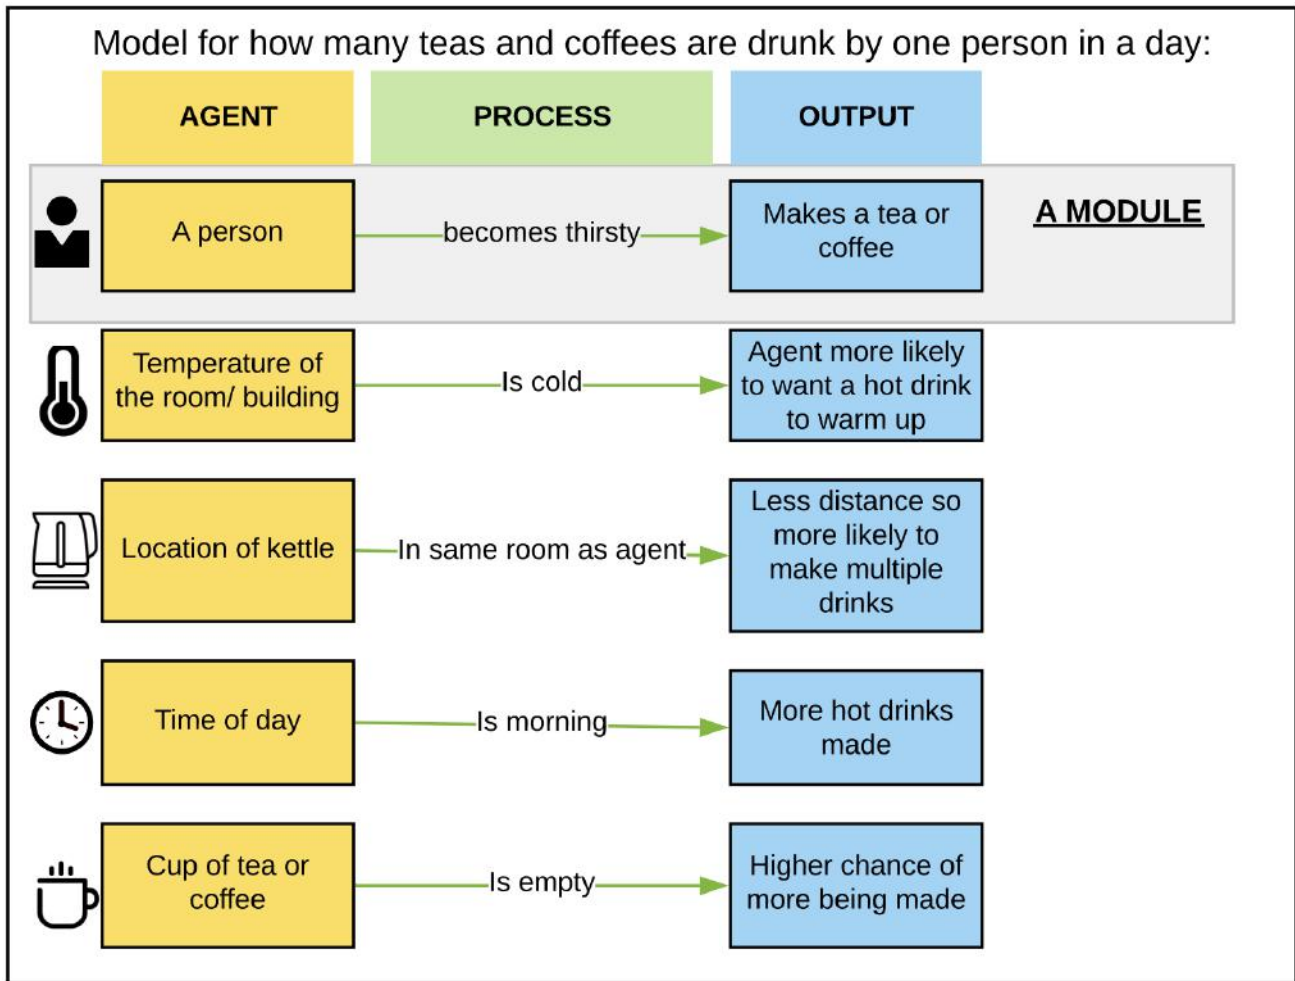 Model for how many teas and coffees are drunk by one person in a day:
AGENT
PROCESS
OUTPUT
A person
becomes thirsty
Makes a tea or
coffee
A MODULE
Temperature of
the room/ building
Is cold
Agent more likely
to want a hot drink
to warm up
Location of kettle
In same room as agent
Less distance so
more likely to
make multiple
drinks
Time of day
Is morning
More hot drinks
made
Cup of tea or
coffee
Is empty
Higher chance of
more being made